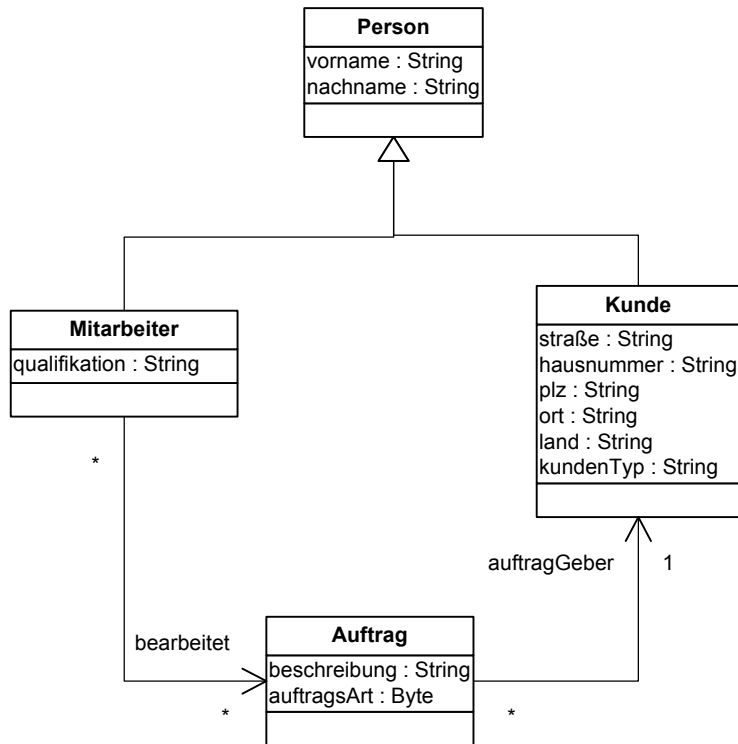 Person
vorname : String
nachname : String
Mitarbeiter
qualifikation : String
Kunde
straße : String
hausnummer : String
plz : String
ort : String
land : String
kundenTyp : String
*
auftragGeber
1
bearbeitet
*
Auftrag
beschreibung : String
auftragsArt : Byte
*